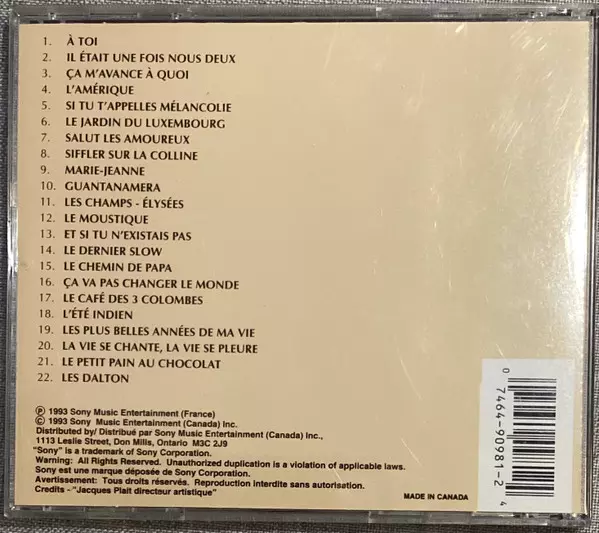 1. À TOI
2. IL ÉTAIT UNE FOIS NOUS DEUX
3. ÇA M'AVANCE À QUOI
4. L'AMÉRIQUE
5. SI TU T'APPELLES MÉLANCOLIE
6. LE JARDIN DU LUXEMBOURG
7. SALUT LES AMOUREUX
8. SIFFLER SUR LA COLLINE
9. MARIE-JEANNE
10. GUANTANAMERA
11. LES CHAMPS - ÉLYSÉES
12. LE MOUSTIQUE
13. ET SI TU N'EXISTAIS PAS
14. LE DERNIER SLOW
15. LE CHEMIN DE PAPA
16. ÇA VA PAS CHANGER LE MONDE
17. LE CAFÉ DES 3 COLOMBES
18. L'ÉTÉ INDIEN
19. LES PLUS BELLES ANNÉES DE MA VIE
20. LA VIE SE CHANTE, LA VIE SE PLEURE
21. LE PETIT PAIN AU CHOCOLAT
22. LES DALTON
℗ 1993 Sony Music Entertainment (France)
© 1993 Sony Music Entertainment (Canada) Inc.
Distributed by/ Distribué par Sony Music Entertainment (Canada) Inc.,
1113 Leslie Street, Don Mills, Ontario M3C 2J9
"Sony" is a trademark of Sony Corporation.
Warning: All Rights Reserved. Unauthorized duplication is a violation of applicable laws.
Sony est une marque déposée de Sony Corporation.
Avertissement: Tous droits réservés. Reproduction interdite sans autorisation.
Credits - "Jacques Plait directeur artistique"
MADE IN CANADA
0 7464-90981-2 4